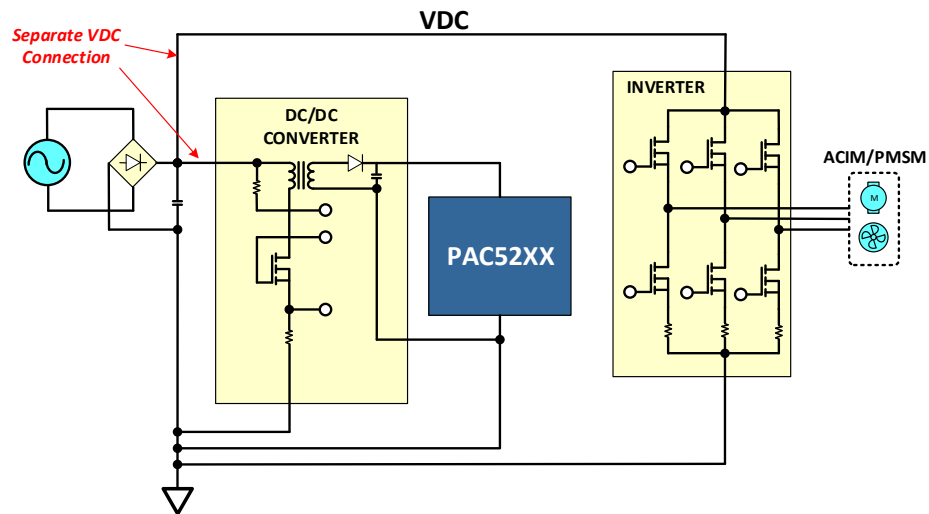 VDC
Separate VDC
Connection
DC/DC
CONVERTER
INVERTER
ACIM/PMSM
M
PAC52XX